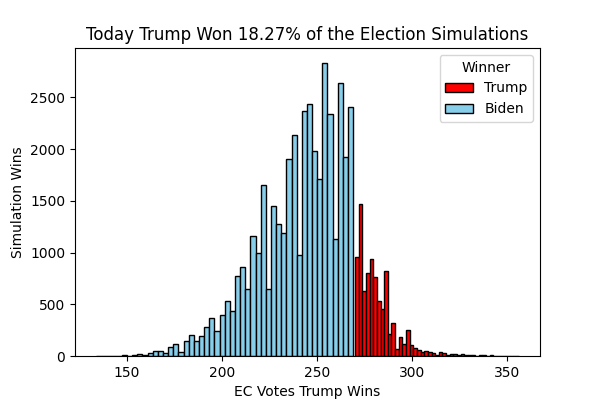 Today Trump Won 18.27% of the Election Simulations
Winner
Trump
Biden
Simulation Wins
2500
2000
1500
1000
500
0
150
200
250
300
350
EC Votes Trump Wins